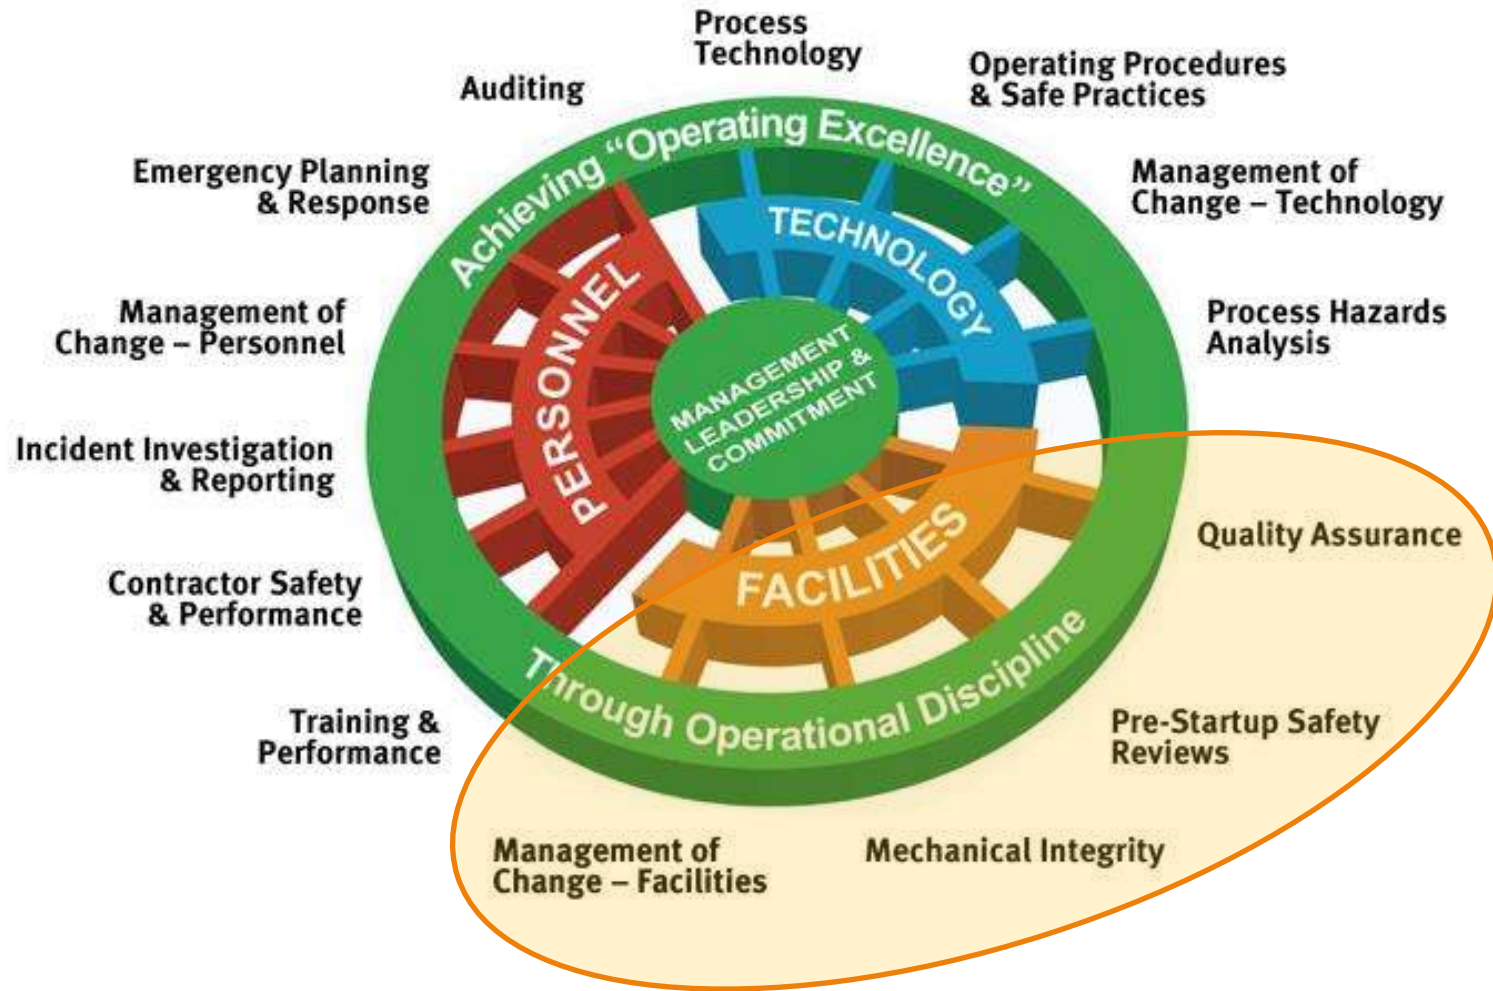 Process
Technology
Operating Procedures
& Safe Practices
Auditing
Achieving “Operating Excellence”
Emergency Planning
& Response
Management of
Change – Technology
TECHNOLOGY
PERSONNEL
Management of
Change – Personnel
Process Hazards
Analysis
MANAGEMENT
LEADERSHIP &
COMMITMENT
Incident Investigation
& Reporting
Quality Assurance
FACILITIES
Contractor Safety
& Performance
Through Operational Discipline
Training &
Performance
Pre-Startup Safety
Reviews
Management of
Change – Facilities
Mechanical Integrity